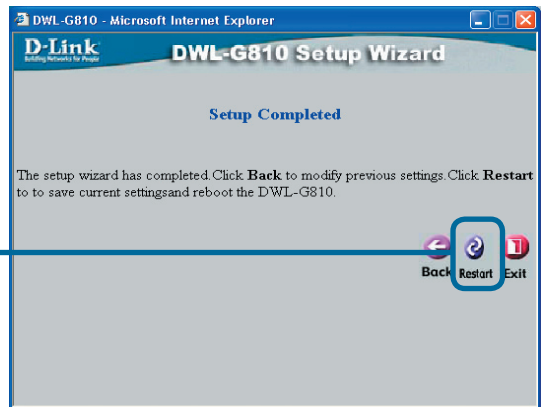 DWL-G810 - Microsoft Internet Explorer
D-Link
Building Networks for People
DWL-G810 Setup Wizard
Setup Completed
The setup wizard has completed.Click Back to modify previous settings.Click Restart
to to save current settingsand reboot the DWL-G810.
Back Restart Exit